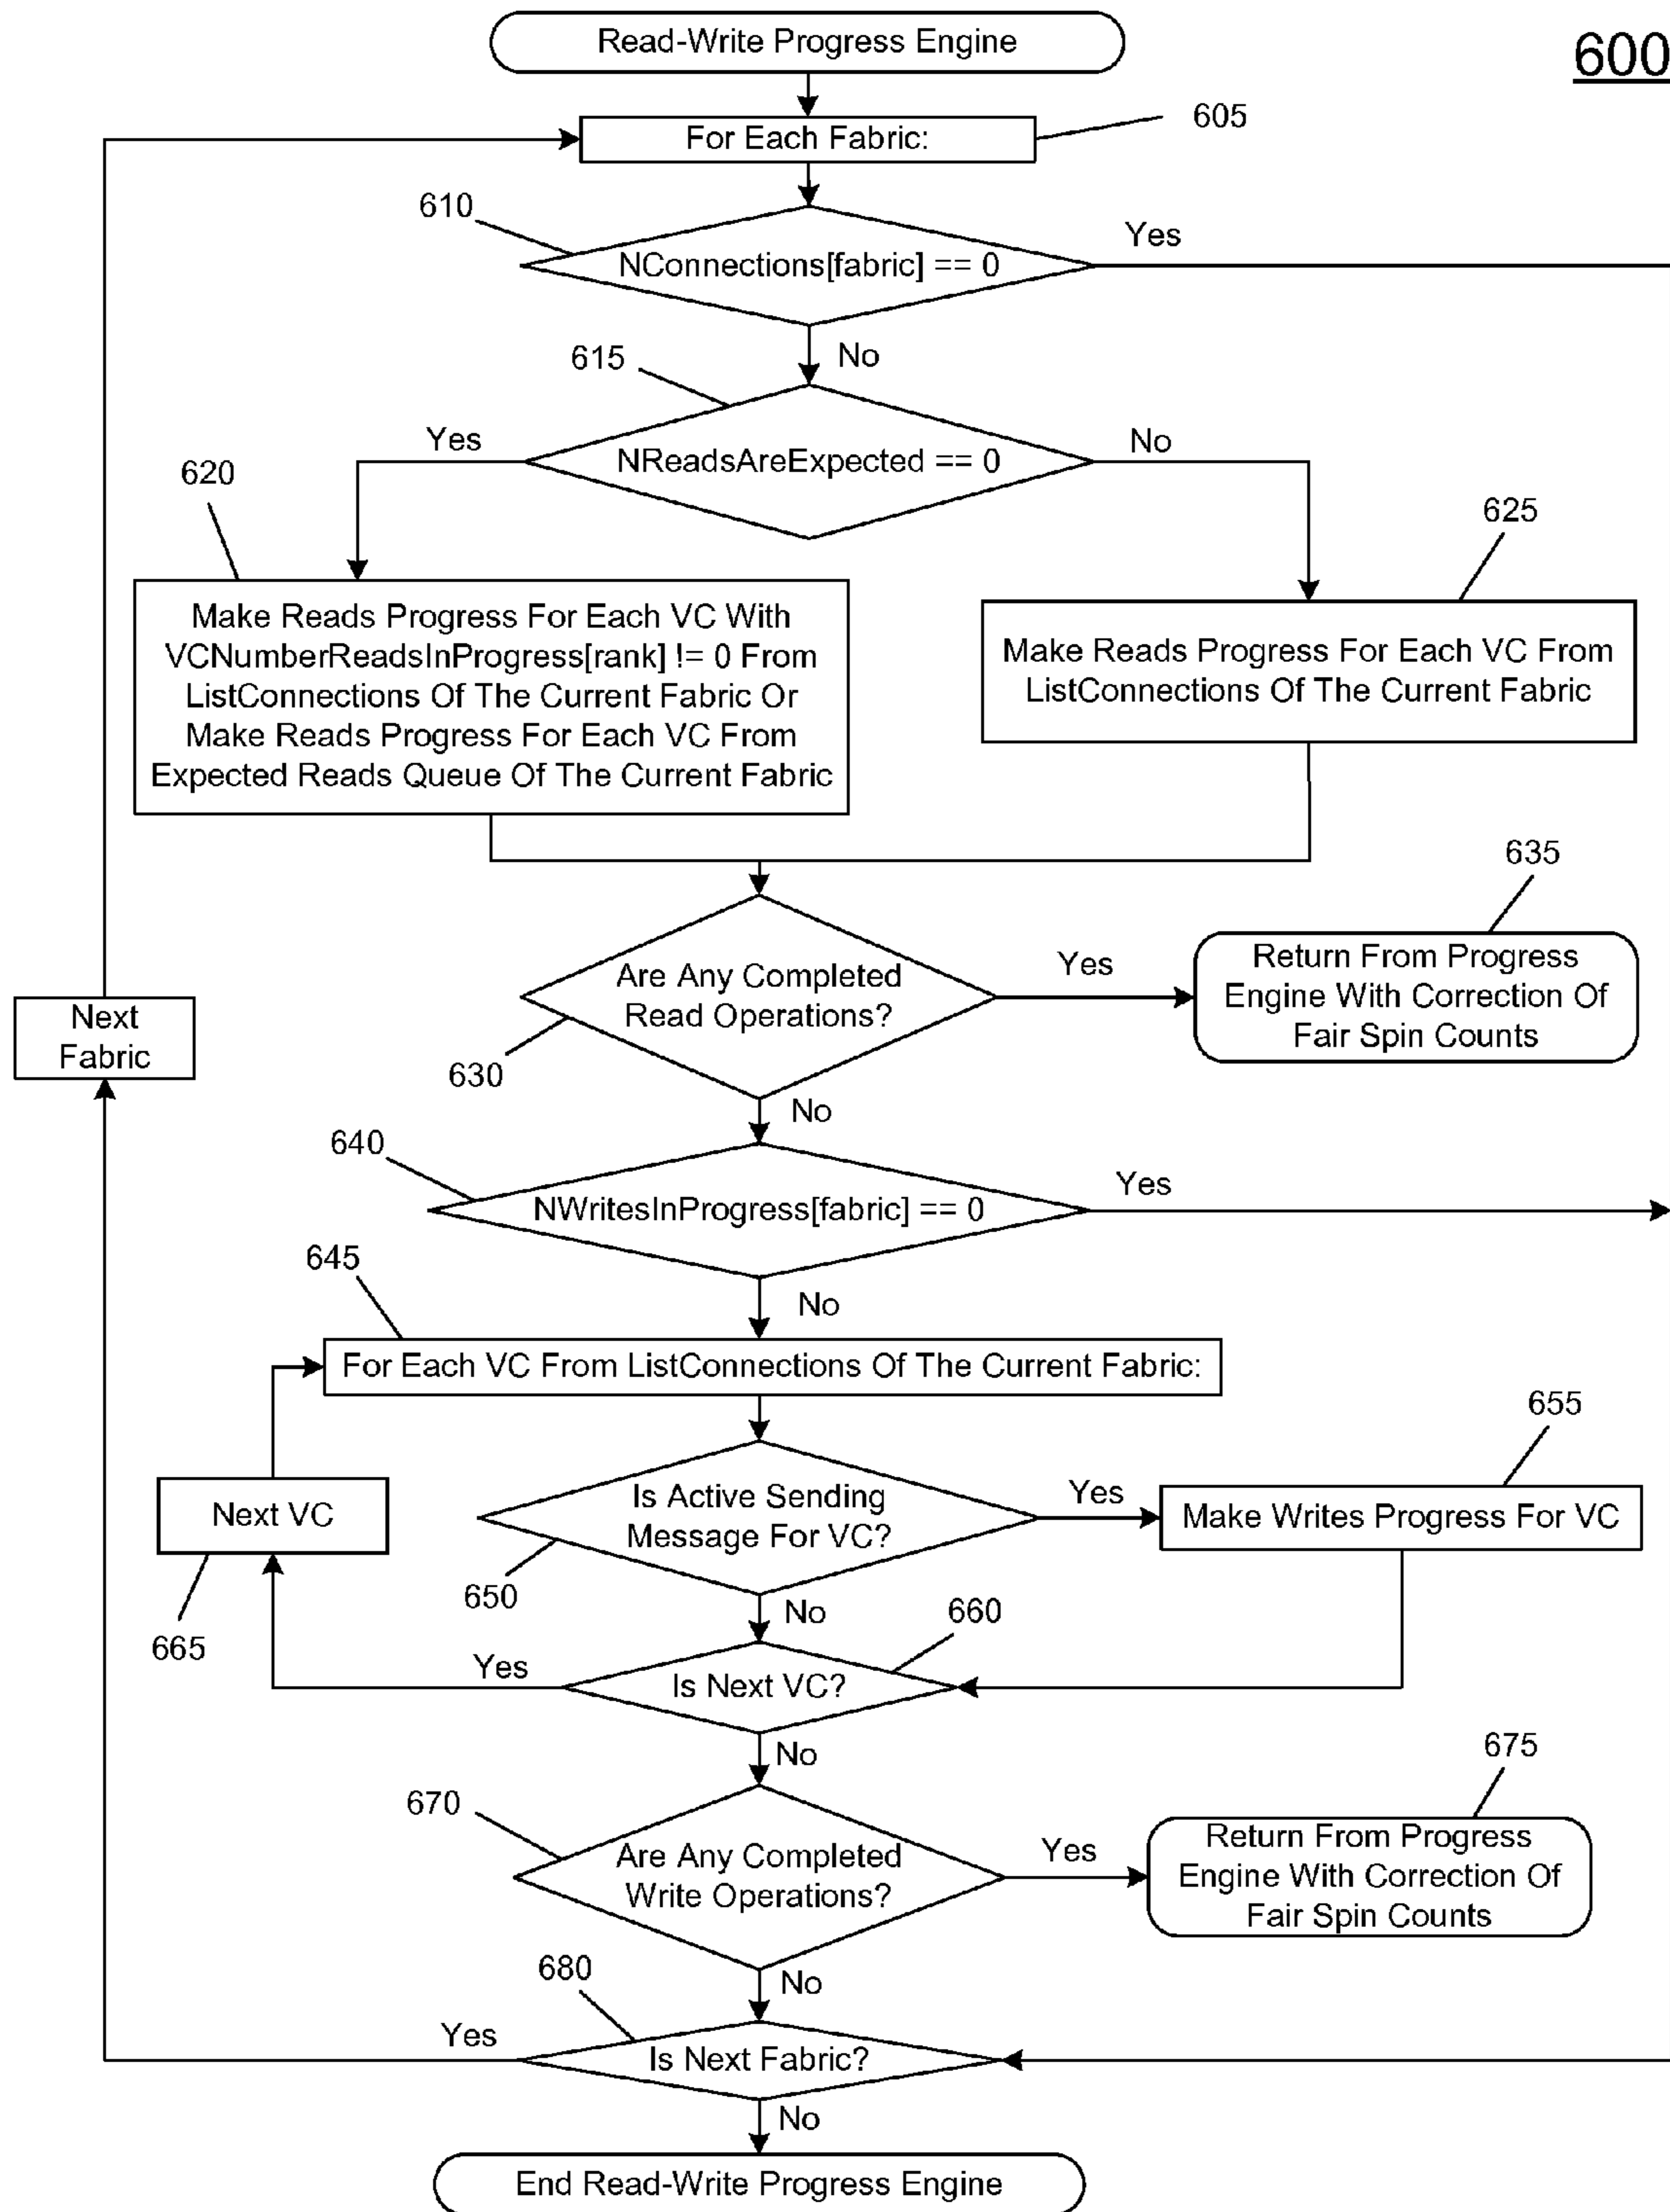 Read-Write Progress Engine
600
For Each Fabric:
605
610
NConnections[fabric] == 0
Yes
No
615
NReadsAreExpected == 0
Yes
No
620
625
Make Reads Progress For Each VC With
VCNumberReadsInProgress[rank] != 0 From
ListConnections Of The Current Fabric Or
Make Reads Progress For Each VC From
Expected Reads Queue Of The Current Fabric
Make Reads Progress For Each VC From
ListConnections Of The Current Fabric
635
Are Any Completed
Read Operations?
Yes
Return From Progress
Engine With Correction Of
Fair Spin Counts
Next
Fabric
630
No
640
NWritesInProgress[fabric] == 0
Yes
645
No
For Each VC From ListConnections Of The Current Fabric:
655
Is Active Sending
Message For VC?
Yes
Make Writes Progress For VC
Next VC
650
No
660
665
Yes
Is Next VC?
No
675
670
Are Any Completed
Write Operations?
Yes
Return From Progress
Engine With Correction Of
Fair Spin Counts
680
No
Yes
Is Next Fabric?
No
End Read-Write Progress Engine